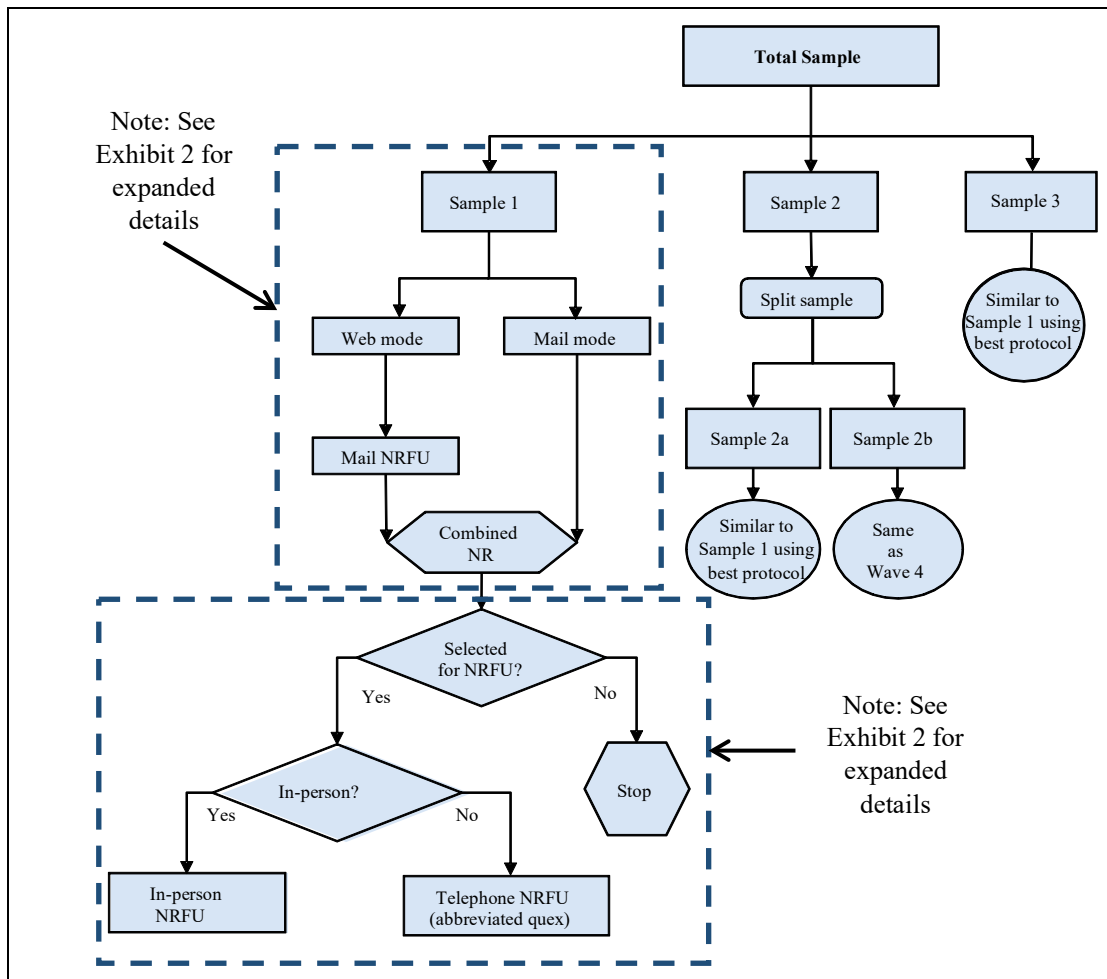 Total Sample
Note: See
Exhibit 2 for
expanded
details
Sample 1
Sample 2
Sample 3
Split sample
Similar to
Sample 1 using
best protocol
Web mode
Mail mode
Sample 2a
Sample 2b
Mail NRFU
Similar to
Sample 1 using
best protocol
Same
as
Wave 4
Combined
NR
Selected
for NRFU?
Yes
No
Note: See
Exhibit 2 for
expanded
details
In-person?
Stop
Yes
No
In-person
NRFU
Telephone NRFU
(abbreviated quex)